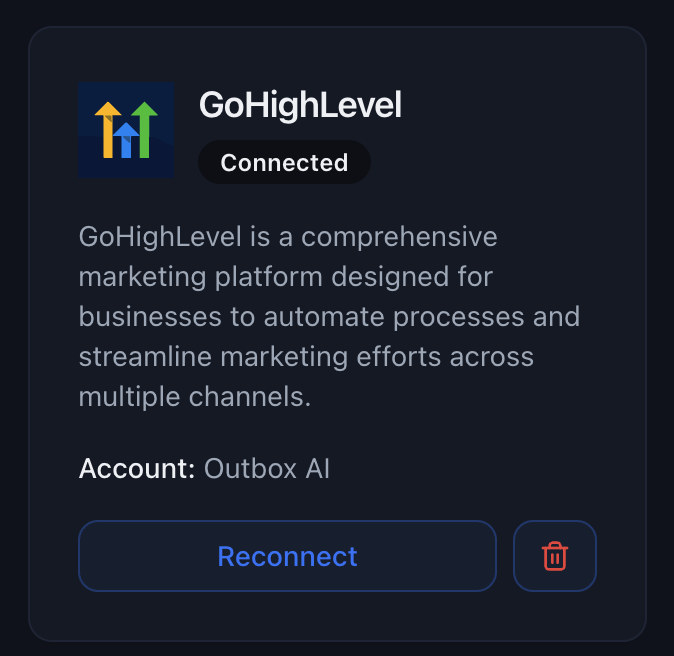 GoHighLevel
Connected
GoHighLevel is a comprehensive
marketing platform designed for
businesses to automate processes and
streamline marketing efforts across
multiple channels.
Account: Outbox AI
Reconnect